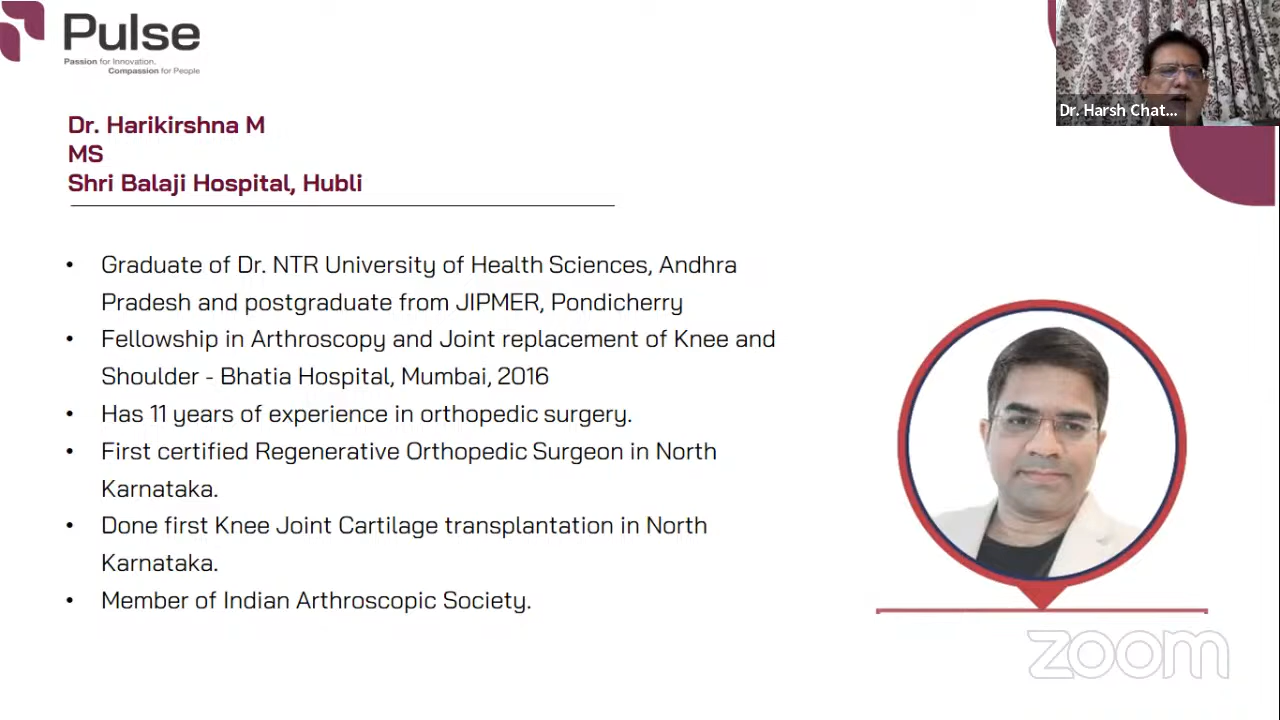 Pulse
Passion for Innovation.
Compassion for People
Dr. Harsh Chat...
Dr. Harikirshna M
MS
Shri Balaji Hospital, Hubli
• Graduate of Dr. NTR University of Health Sciences, Andhra
Pradesh and postgraduate from JIPMER, Pondicherry
• Fellowship in Arthroscopy and Joint replacement of Knee and
Shoulder - Bhatia Hospital, Mumbai, 2016
• Has 11 years of experience in orthopedic surgery.
• First certified Regenerative Orthopedic Surgeon in North
Karnataka.
• Done first Knee Joint Cartilage transplantation in North
Karnataka.
• Member of Indian Arthroscopic Society.
zoom